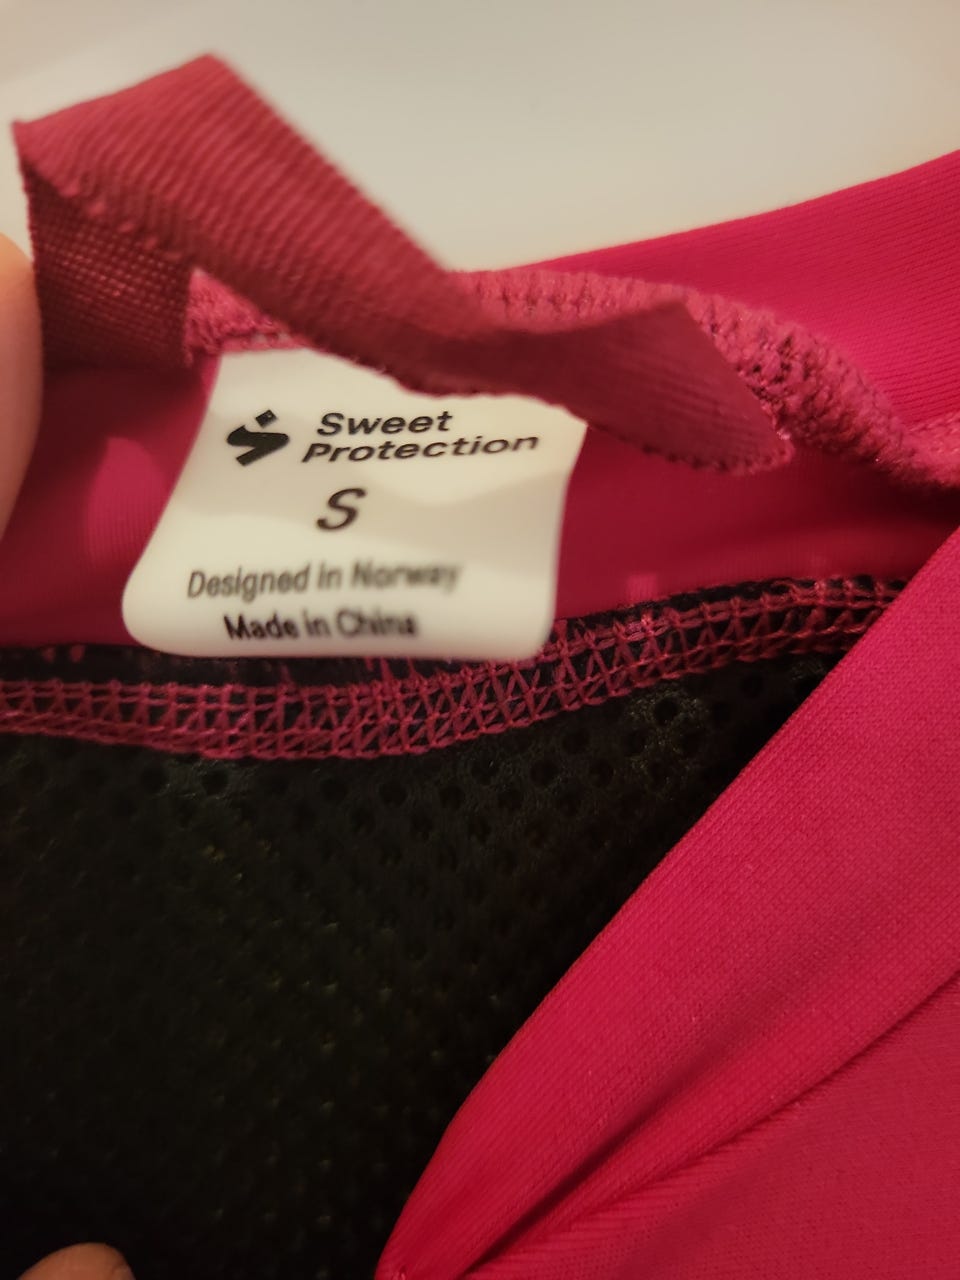 Sweet
Protection
S
Designed in Norway
Made in China